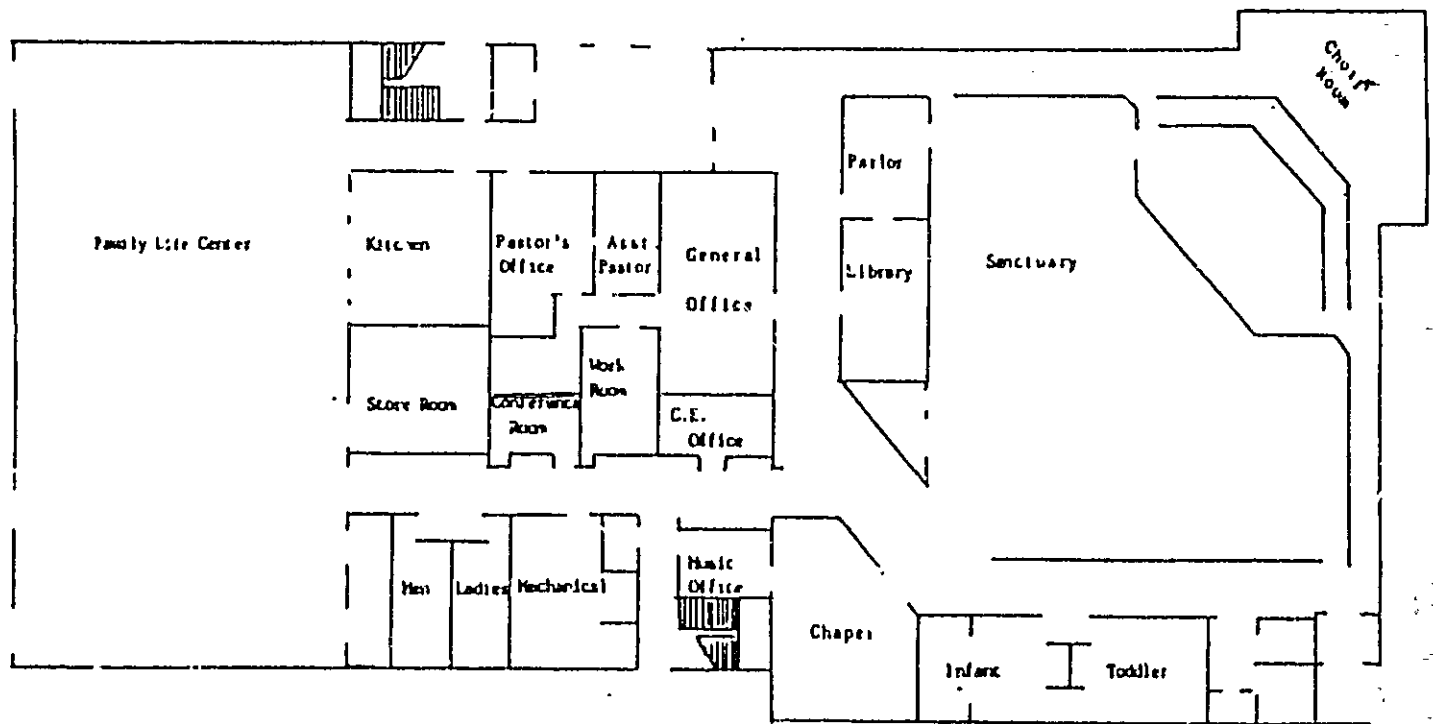 Choir
Room
Parlor
Family Life Center
Kitchen
Pastor's
Office
Asst
Pastor
General
Office
Library
Sanctuary
Work
Room
Store Room
Conference
Room
C.E.
Office
Men
Ladies
Mechanical
Music
Office
Chapel
Infant
Toddler